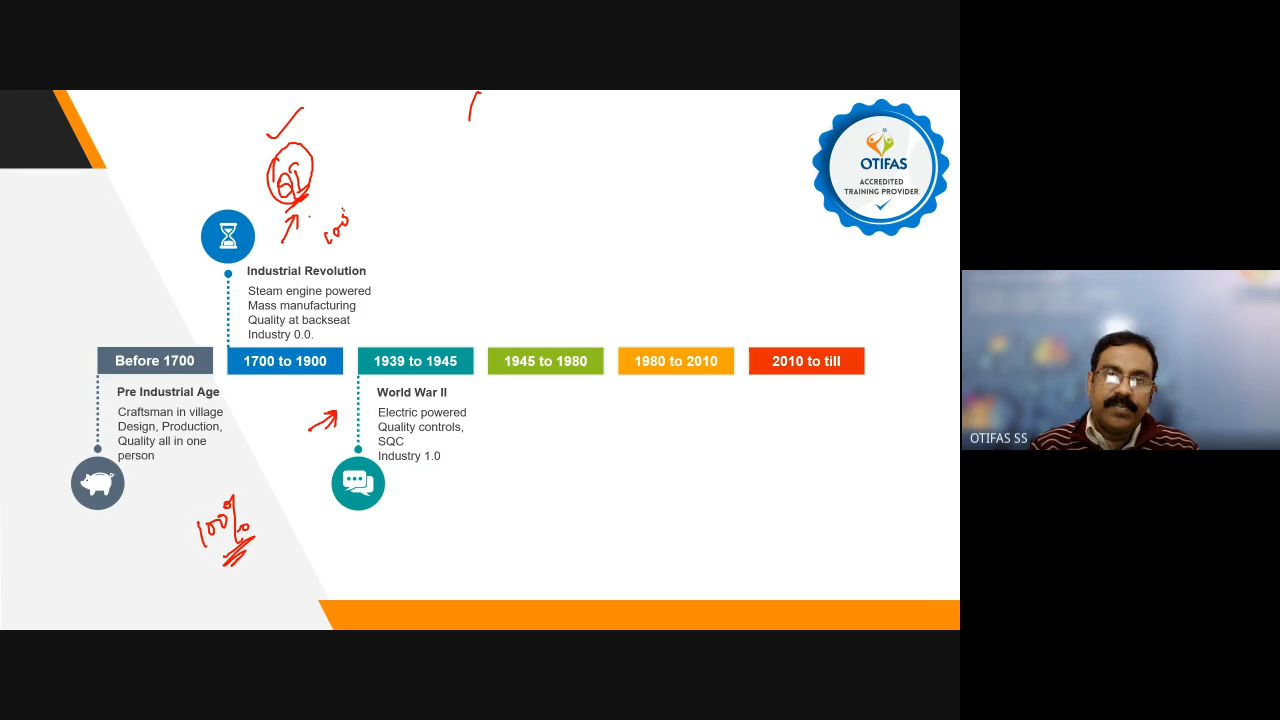 OTIFAS
ACCREDITED
TRAINING PROVIDER
100
Industrial Revolution
Steam engine powered
Mass manufacturing
Quality at backseat
Industry 0.0.
Before 1700
1700 to 1900
1939 to 1945
1945 to 1980
1980 to 2010
2010 to till
Pre Industrial Age
Craftsman in village
Design, Production,
Quality all in one
person
World War II
Electric powered
Quality controls,
SQC
Industry 1.0
100%
OTIFAS SS